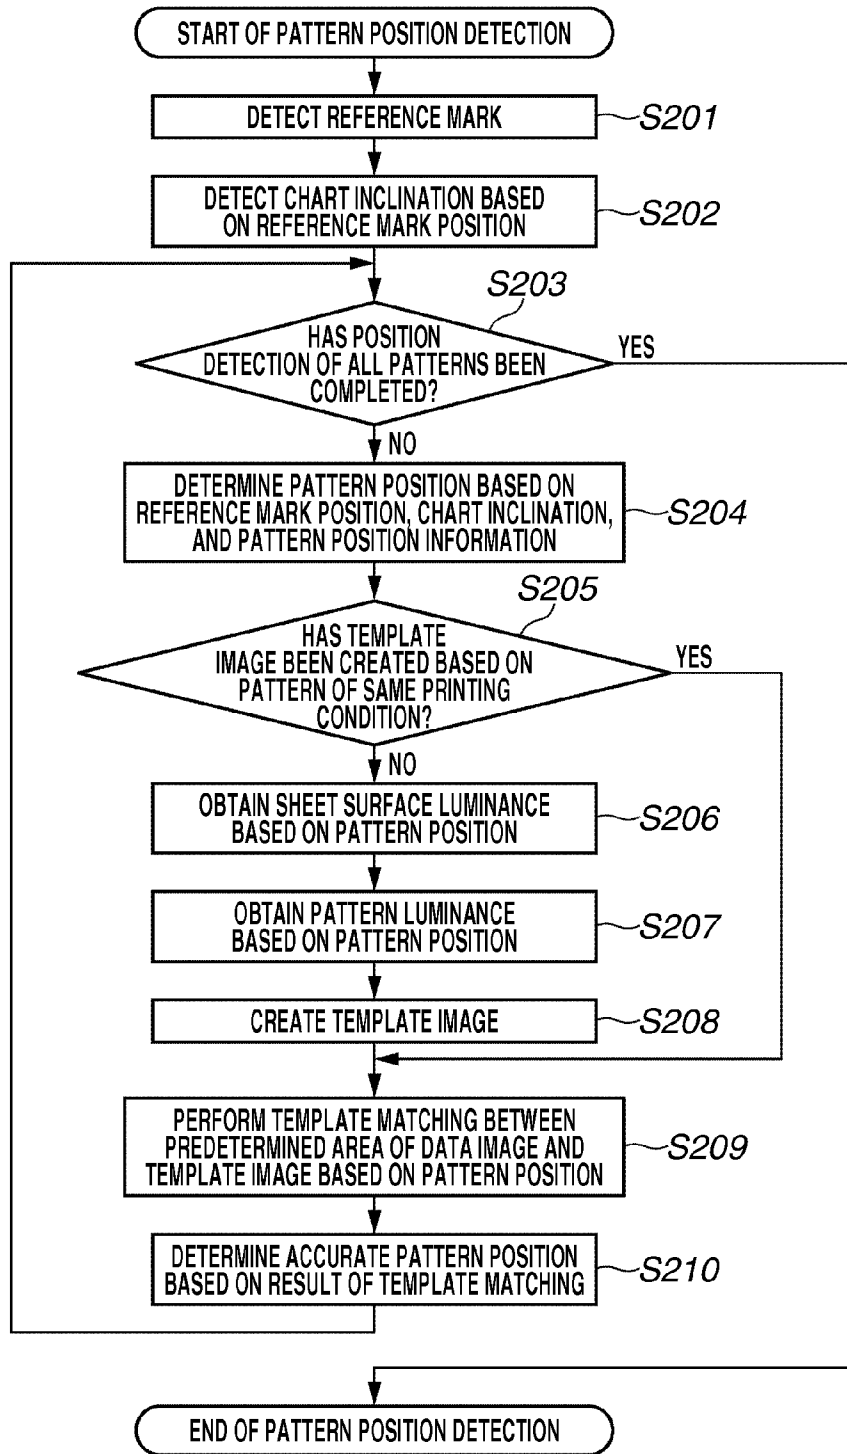 START OF PATTERN POSITION DETECTION
DETECT REFERENCE MARK
S201
DETECT CHART INCLINATION BASED
ON REFERENCE MARK POSITION
S202
S203
HAS POSITION
DETECTION OF ALL PATTERNS BEEN
COMPLETED?
YES
NO
DETERMINE PATTERN POSITION BASED ON
REFERENCE MARK POSITION, CHART INCLINATION,
AND PATTERN POSITION INFORMATION
S204
S205
HAS TEMPLATE
IMAGE BEEN CREATED BASED ON
PATTERN OF SAME PRINTING
CONDITION?
YES
NO
OBTAIN SHEET SURFACE LUMINANCE
BASED ON PATTERN POSITION
S206
OBTAIN PATTERN LUMINANCE
BASED ON PATTERN POSITION
S207
CREATE TEMPLATE IMAGE
S208
PERFORM TEMPLATE MATCHING BETWEEN
PREDETERMINED AREA OF DATA IMAGE AND
TEMPLATE IMAGE BASED ON PATTERN POSITION
S209
DETERMINE ACCURATE PATTERN POSITION
BASED ON RESULT OF TEMPLATE MATCHING
S210
END OF PATTERN POSITION DETECTION